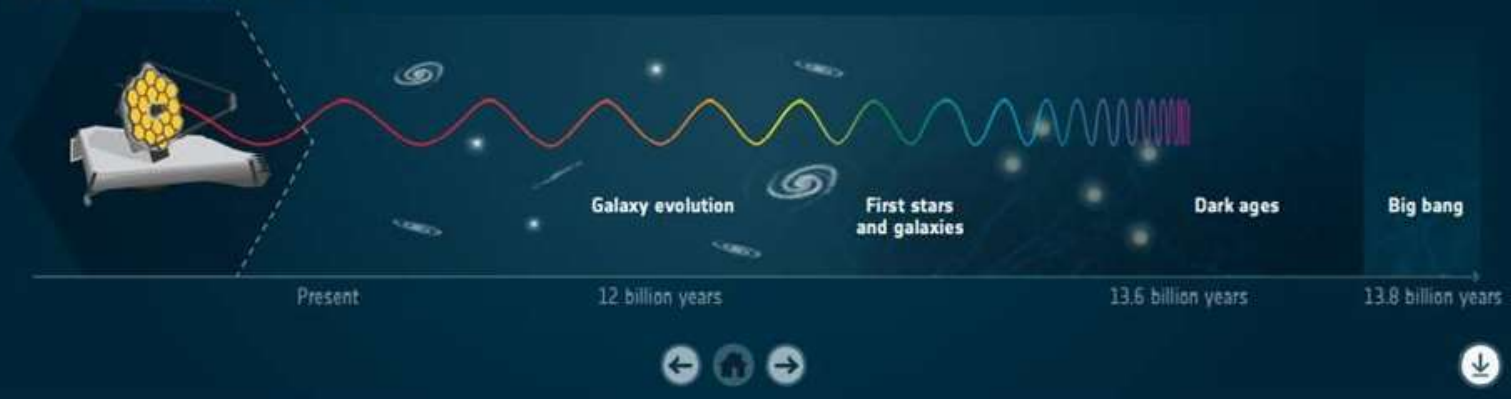 Galaxy evolution
First stars
and galaxies
Dark ages
Big bang
Present
12 billion years
13.6 billion years
13.8 billion years